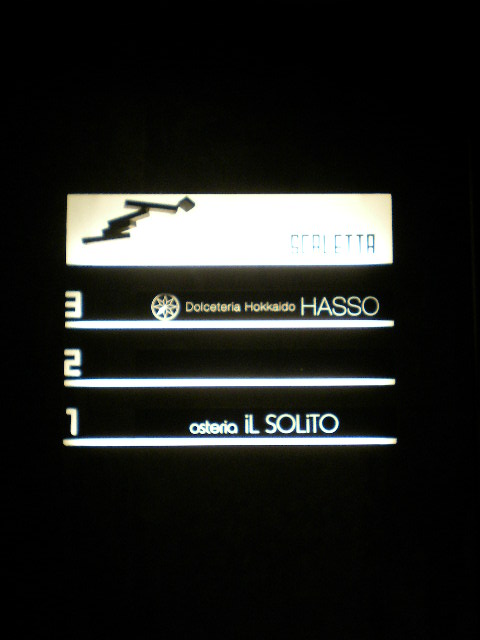 SCALETTA
3 Dolceteria Hokkaido HASSO
2
1 osteria iL SOLiTO